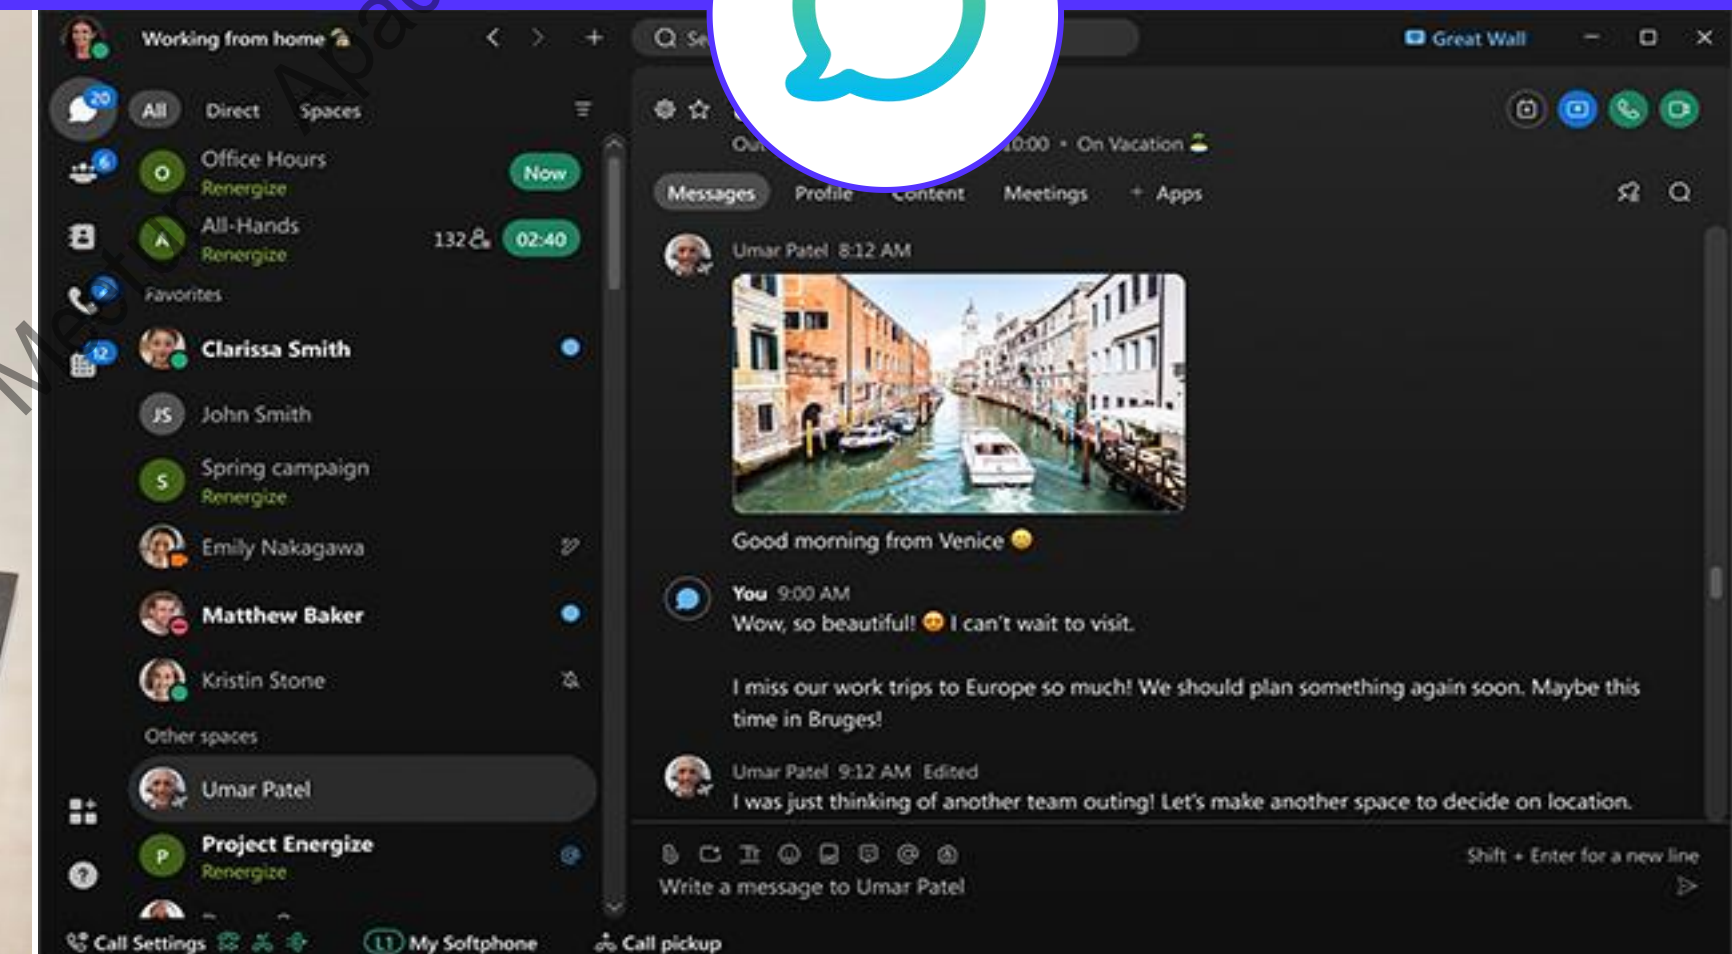 Working from home
Great Wall
20
All
Direct
Spaces
On Vacation
6
O
Office Hours
Renergize
Now
Messages
Profile
Content
Meetings
+ Apps
A
All-Hands
Renergize
132
02:40
Umar Patel 8:12 AM
Favorites
12
Clarissa Smith
JS
John Smith
S
Spring campaign
Renergize
Emily Nakagawa
Good morning from Venice
Matthew Baker
You 9:00 AM
Wow, so beautiful! I can't wait to visit.
Kristin Stone
I miss our work trips to Europe so much! We should plan something again soon. Maybe this
time in Bruges!
Other spaces
Umar Patel
Umar Patel 9:12 AM Edited
I was just thinking of another team outing! Let's make another space to decide on location.
P
Project Energize
Renergize
Shift + Enter for a new line
Write a message to Umar Patel
Call Settings
L1
My Softphone
Call pickup